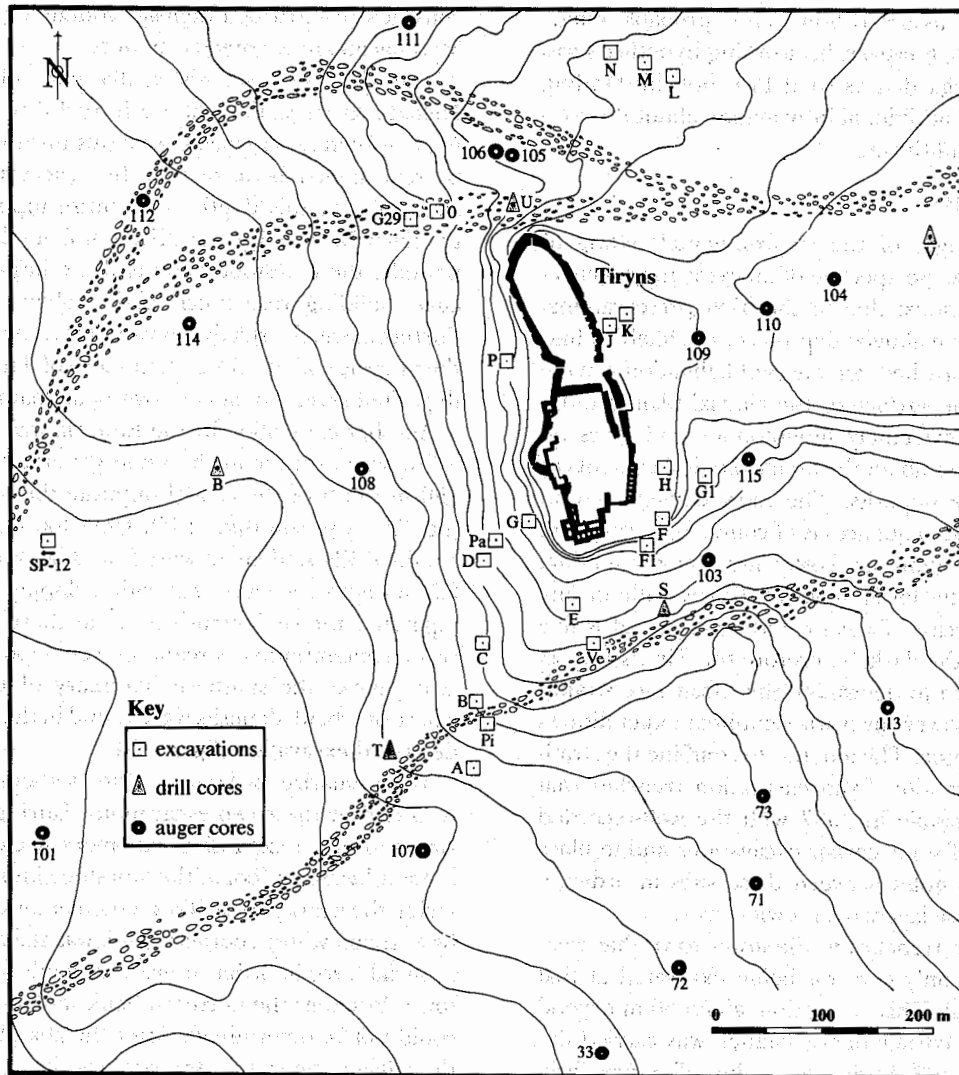 111
N
N
M
L
106
105
112
G29
0
U
V
Tiryns
104
110
114
K
J
109
P
B
108
H
G1
115
G
F
SP-12
Pa
F1
D
103
S
E
C
Ve
Key
B
113
excavations
Pi
T
A
drill cores
73
auger cores
101
107
71
72
0 100 200 m
33